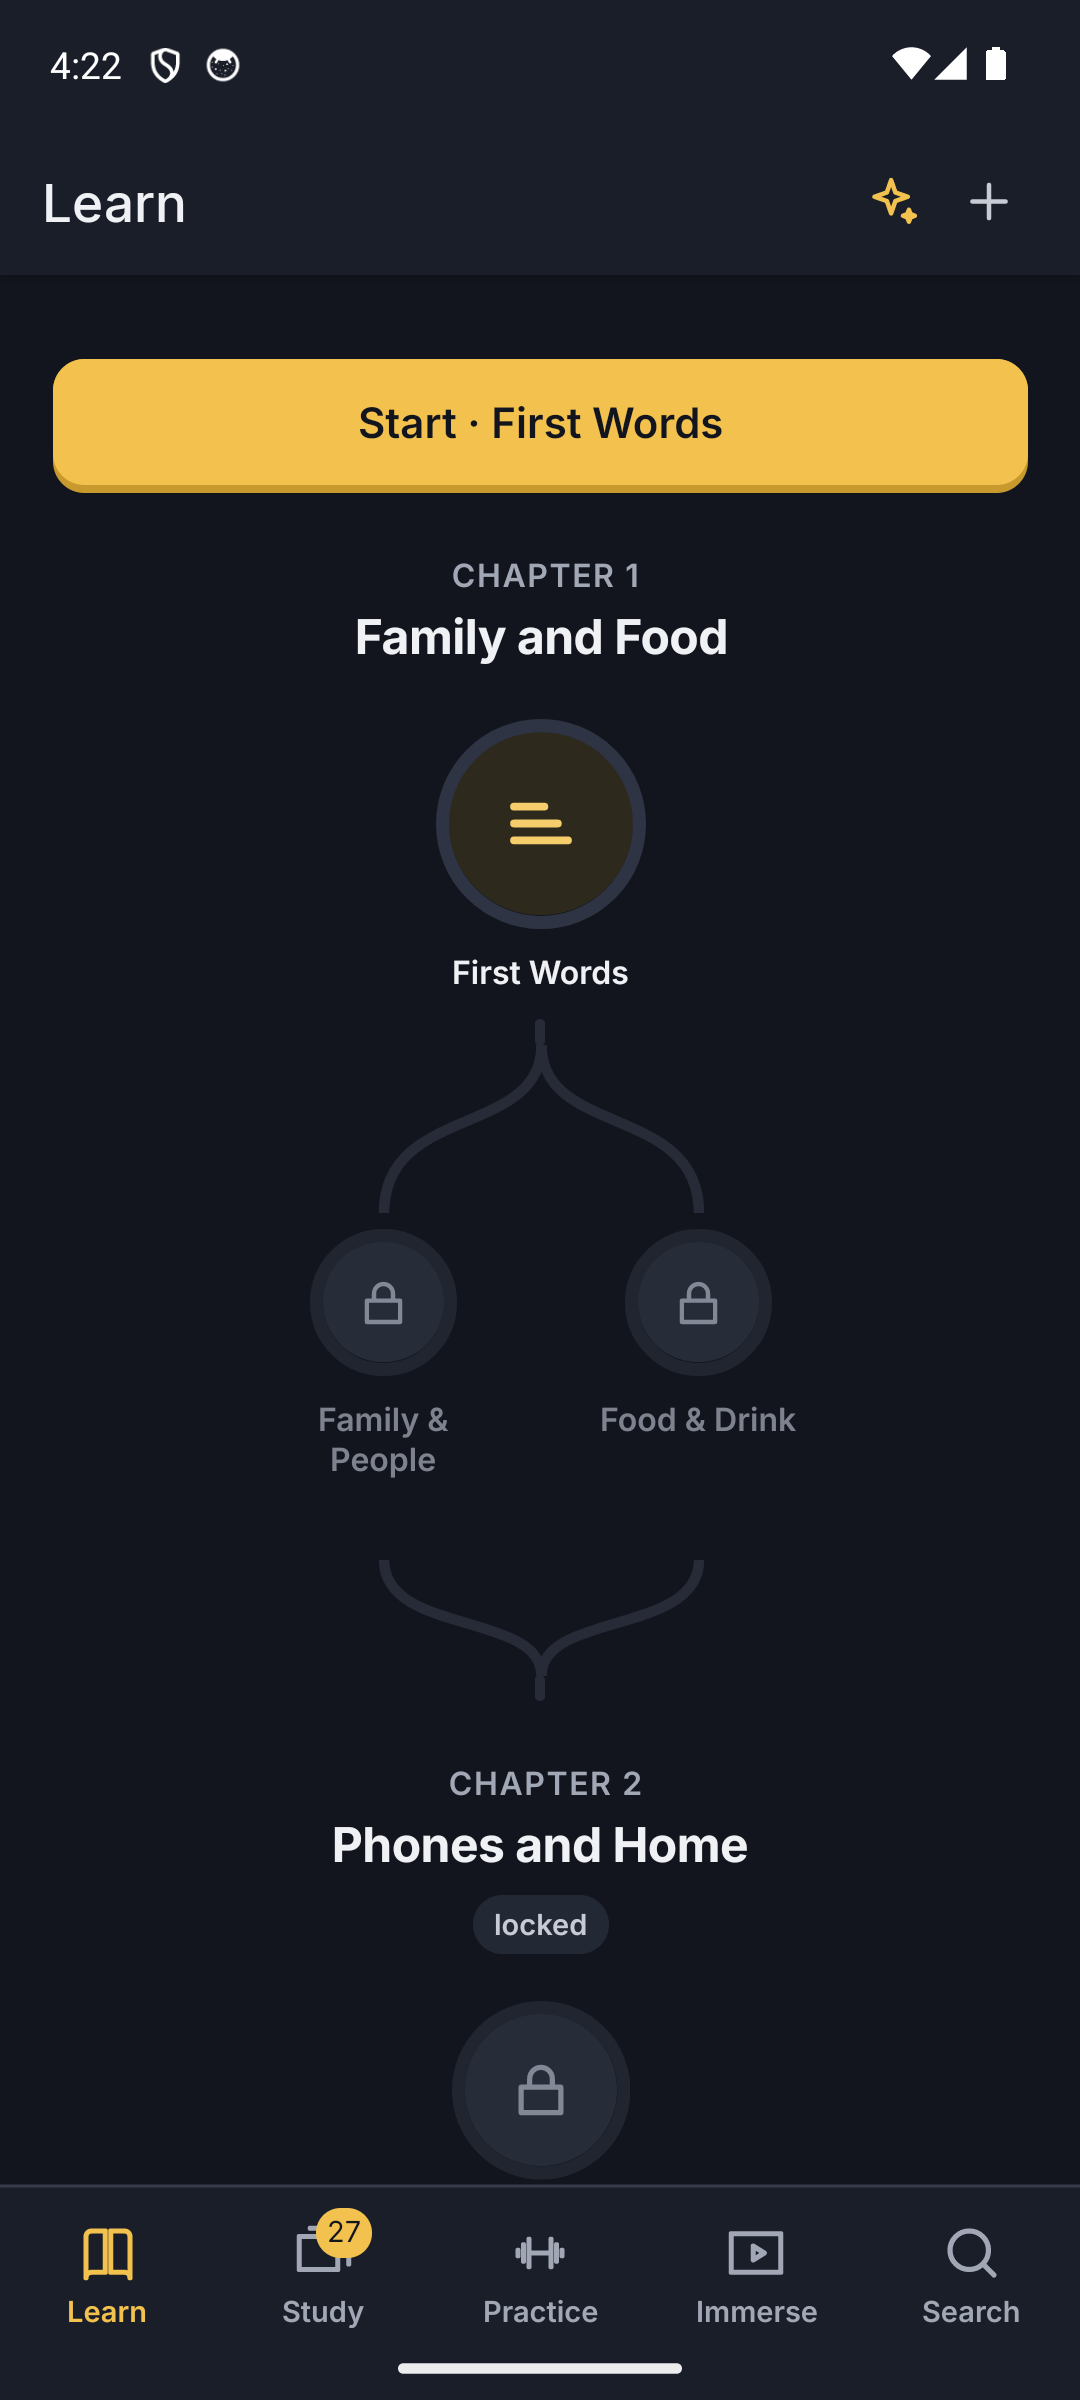 4:22
Learn
Start · First Words
CHAPTER 1
Family and Food
First Words
Family &
People
Food & Drink
CHAPTER 2
Phones and Home
locked
27
Learn
Study
Practice
Immerse
Search